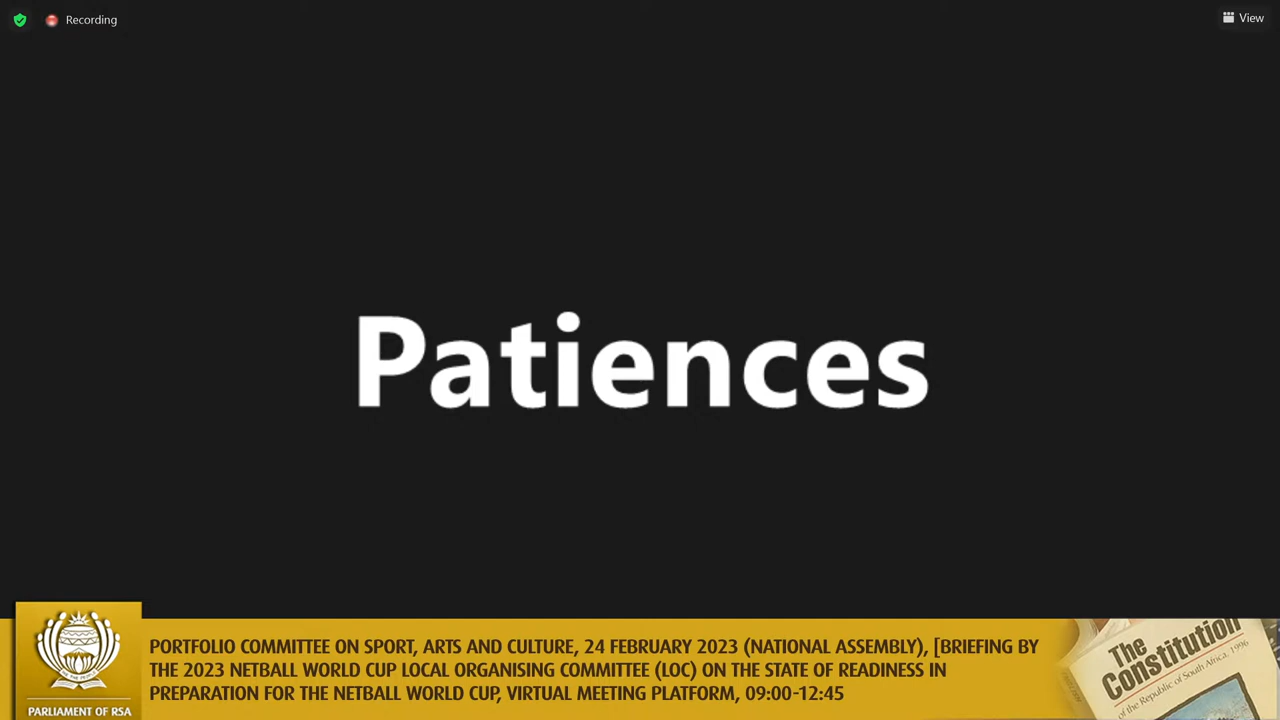 Recording
View
Patiences
PORTFOLIO COMMITTEE ON SPORT, ARTS AND CULTURE, 24 FEBRUARY 2023 (NATIONAL ASSEMBLY), [BRIEFING BY
THE 2023 NETBALL WORLD CUP LOCAL ORGANISING COMMITTEE (LOC) ON THE STATE OF READINESS IN
PREPARATION FOR THE NETBALL WORLD CUP, VIRTUAL MEETING PLATFORM, 09:00-12:45
PARLIAMENT OF RSA
The
Constitution
of the Republic of South Africa, 1996